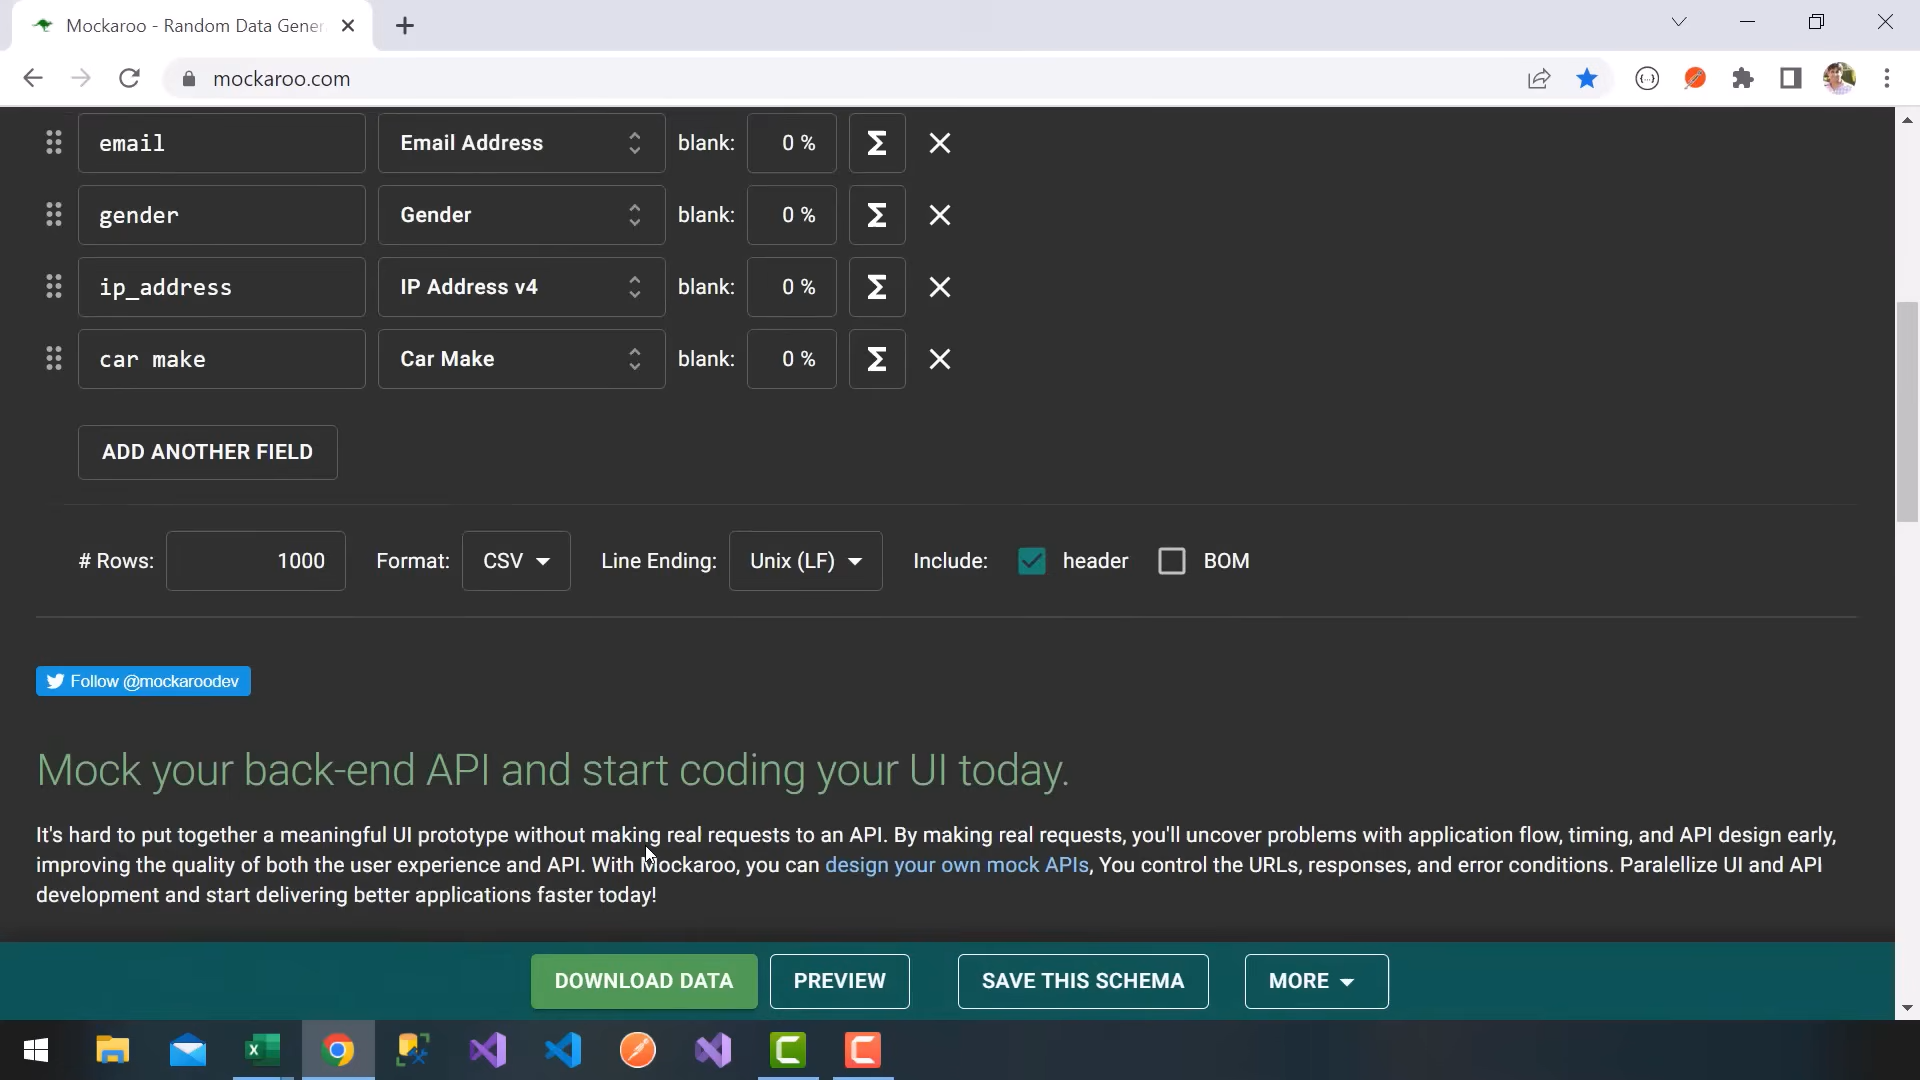 Mockaroo - Random Data Gener
mockaroo.com
email Email Address blank: 0 % Σ
gender Gender blank: 0 % Σ
ip_address IP Address v4 blank: 0 % Σ
car make Car Make blank: 0 % Σ
ADD ANOTHER FIELD
# Rows: 1000 Format: CSV Line Ending: Unix (LF) Include: header BOM
Follow @mockaroodev
Mock your back-end API and start coding your UI today.
It's hard to put together a meaningful UI prototype without making real requests to an API. By making real requests, you'll uncover problems with application flow, timing, and API design early,
improving the quality of both the user experience and API. With Mockaroo, you can design your own mock APIs, You control the URLs, responses, and error conditions. Paralellize UI and API
development and start delivering better applications faster today!
DOWNLOAD DATA PREVIEW SAVE THIS SCHEMA MORE